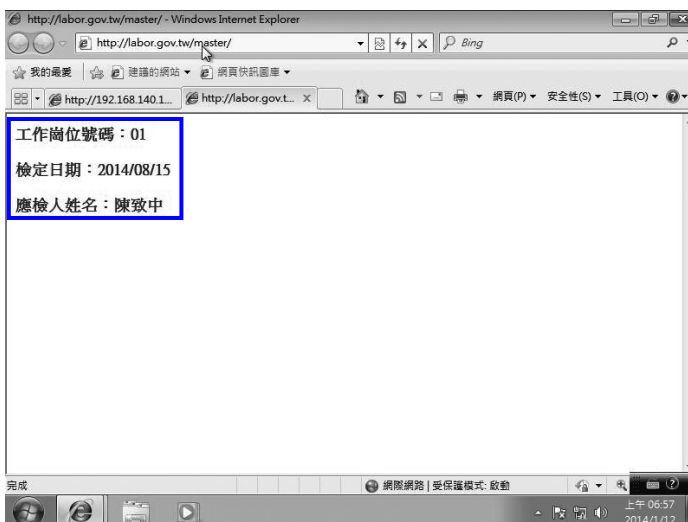 http://labor.gov.tw/master/ - Windows Internet Explorer
http://labor.gov.tw/master/
Bing
我的最愛
建議的網站
網頁快訊圖庫
http://192.168.140.1...
http://labor.gov.t...
網頁(P)
安全性(S)
工具(O)
工作崗位號碼：01
檢定日期：2014/08/15
應檢人姓名：陳致中
完成
網際網路 | 受保護模式: 啟動
上午 06:57
2014/1/12